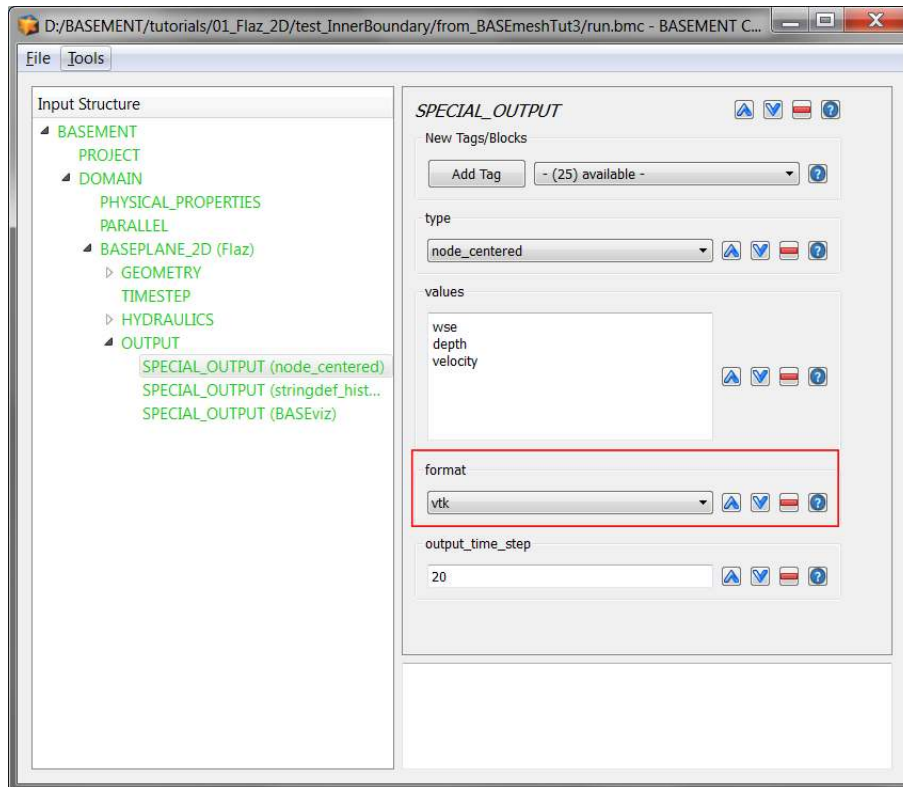 D:/BASEMENT/tutorials/01_Flaz_2D/test_InnerBoundary/from_BASEmeshTut3/run.bmc - BASEMENT C...
File Tools
Input Structure
BASEMENT
PROJECT
DOMAIN
PHYSICAL_PROPERTIES
PARALLEL
BASEPLANE_2D (Flaz)
GEOMETRY
TIMESTEP
HYDRAULICS
OUTPUT
SPECIAL_OUTPUT (node_centered)
SPECIAL_OUTPUT (stringdef_hist...
SPECIAL_OUTPUT (BASEviz)
SPECIAL_OUTPUT
New Tags/Blocks
Add Tag - (25) available -
type
node_centered
values
wse
depth
velocity
format
vtk
output_time_step
20